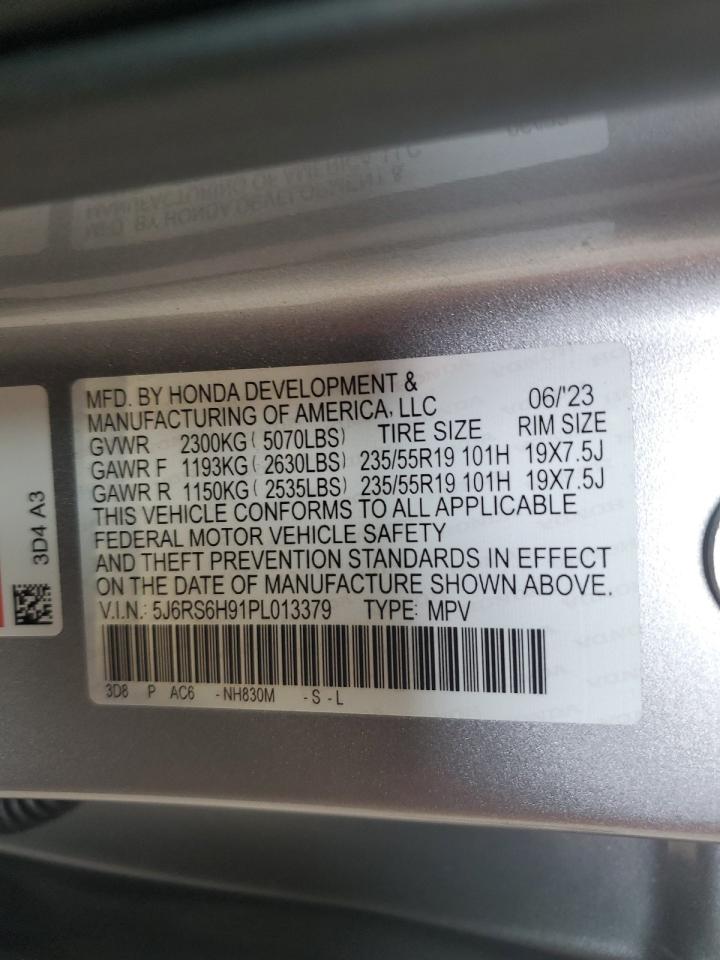 MFD. BY HONDA DEVELOPMENT &
MANUFACTURING OF AMERICA, LLC 06/'23
GVWR 2300KG (5070LBS) TIRE SIZE RIM SIZE
GAWR F 1193KG (2630LBS) 235/55R19 101H 19X7.5J
GAWR R 1150KG (2535LBS) 235/55R19 101H 19X7.5J
THIS VEHICLE CONFORMS TO ALL APPLICABLE
FEDERAL MOTOR VEHICLE SAFETY
AND THEFT PREVENTION STANDARDS IN EFFECT
ON THE DATE OF MANUFACTURE SHOWN ABOVE.
V.I.N.: 5J6RS6H91PL013379 TYPE: MPV
3D8 P AC6 -NH830M -S-L
3D4 A3